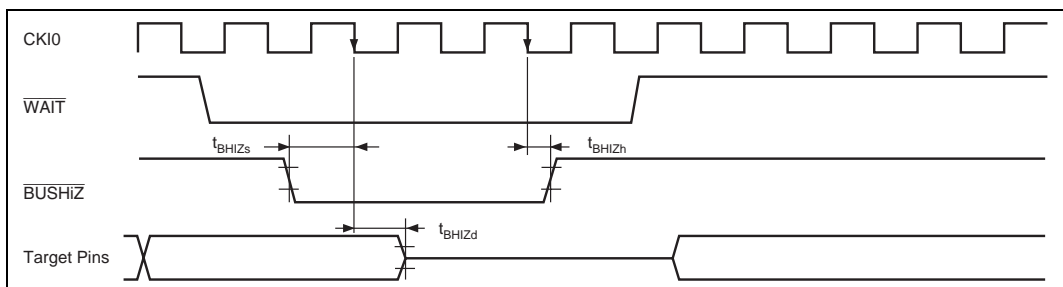 CKI0
WAIT
tBHIZs
tBHIZh
BUSHiZ
tBHIZd
Target Pins